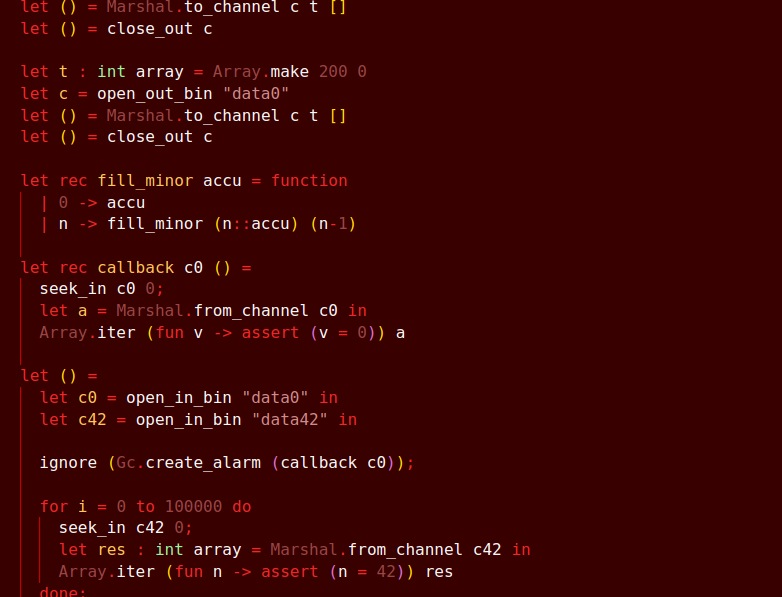 let () = Marshal.to_channel c t []
let () = close_out c
let t : int array = Array.make 200 0
let c = open_out_bin "data0"
let () = Marshal.to_channel c t []
let () = close_out c
let rec fill_minor accu = function
| 0 -> accu
| n -> fill_minor (n::accu) (n-1)
let rec callback c0 () =
seek_in c0 0;
let a = Marshal.from_channel c0 in
Array.iter (fun v -> assert (v = 0)) a
let () =
let c0 = open_in_bin "data0" in
let c42 = open_in_bin "data42" in
ignore (Gc.create_alarm (callback c0));
for i = 0 to 100000 do
seek_in c42 0;
let res : int array = Marshal.from_channel c42 in
Array.iter (fun n -> assert (n = 42)) res
done;